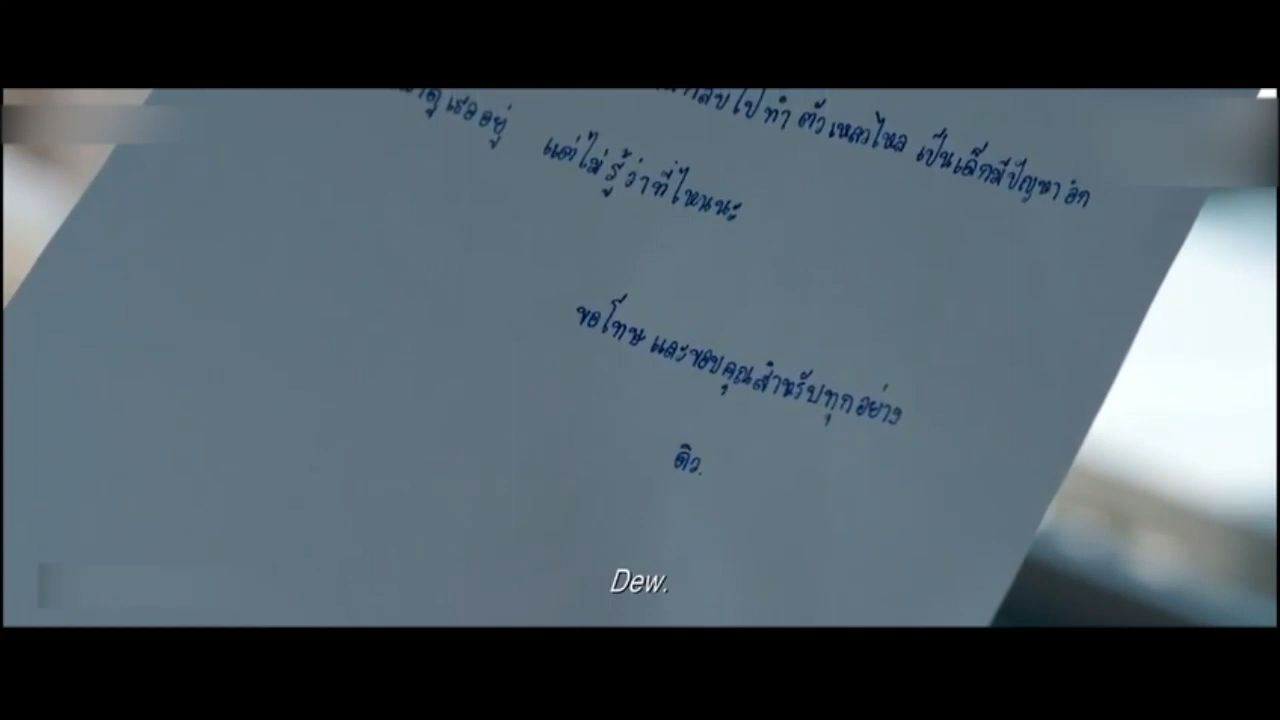 กลับไปทำ ตัวเหลวไหล เป็นเด็กมีปัญหา อีก
ดูเธออยู่ แต่ไม่รู้ว่าที่ไหนนะ
ขอโทษ และขอบคุณสำหรับทุกอย่าง
ดิว.
Dew.